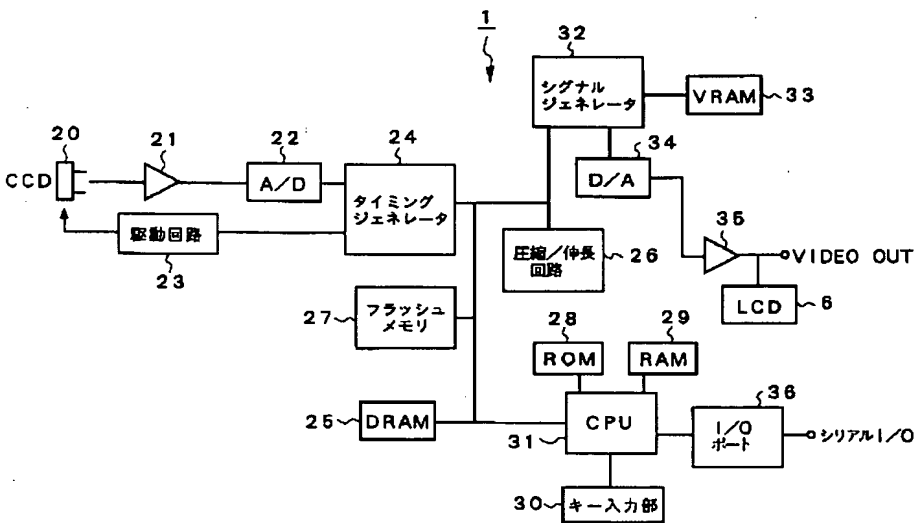 1
32
シグナル
ジェネレータ
VRAM
33
20
21
22
24
34
CCD
A/D
タイミング
ジェネレータ
D/A
駆動回路
23
35
圧縮/伸長
回路
26
VIDEO OUT
27
フラッシュ
メモリ
LCD
6
28
29
ROM
RAM
36
25
DRAM
CPU
31
I/O
ポート
シリアルI/O
30
キー入力部